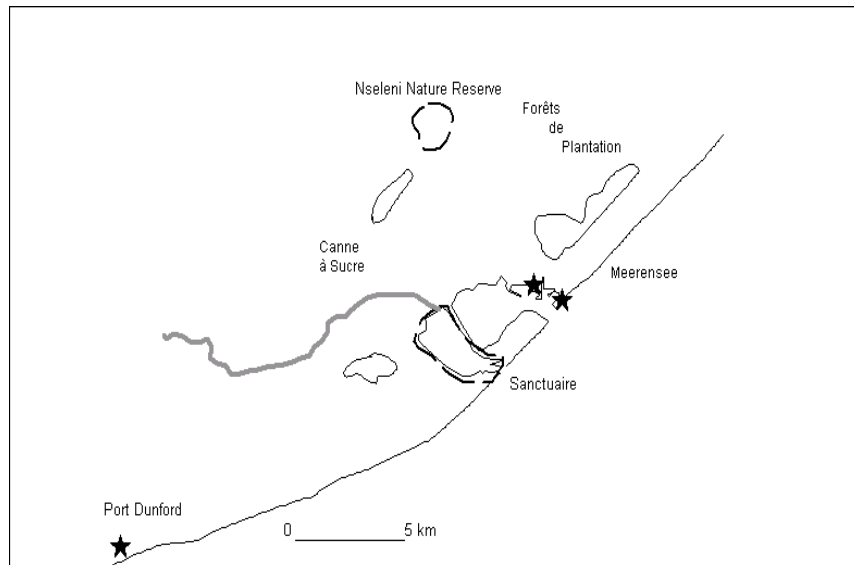 Nseleni Nature Reserve
Forêts
de
Plantation
Canne
à Sucre
Meerensee
Sanctuaire
Port Dunford
0 5 km